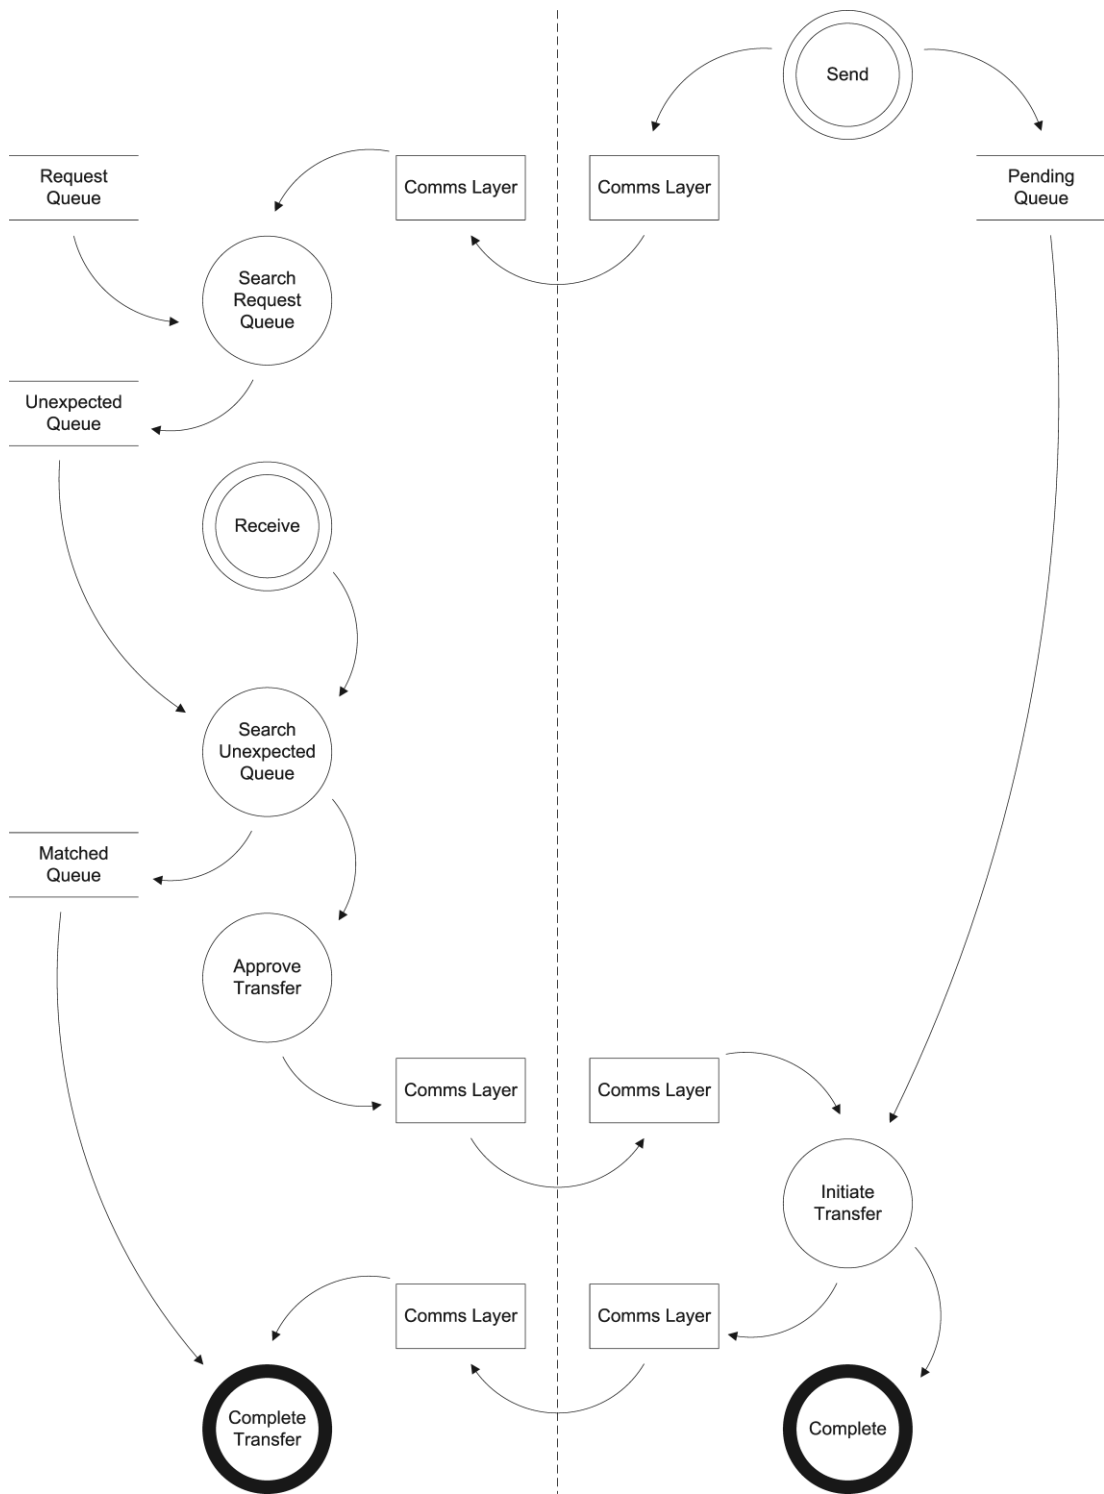 Send
Request
Queue
Comms Layer
Comms Layer
Pending
Queue
Search
Request
Queue
Unexpected
Queue
Receive
Search
Unexpected
Queue
Matched
Queue
Approve
Transfer
Comms Layer
Comms Layer
Initiate
Transfer
Comms Layer
Comms Layer
Complete
Transfer
Complete